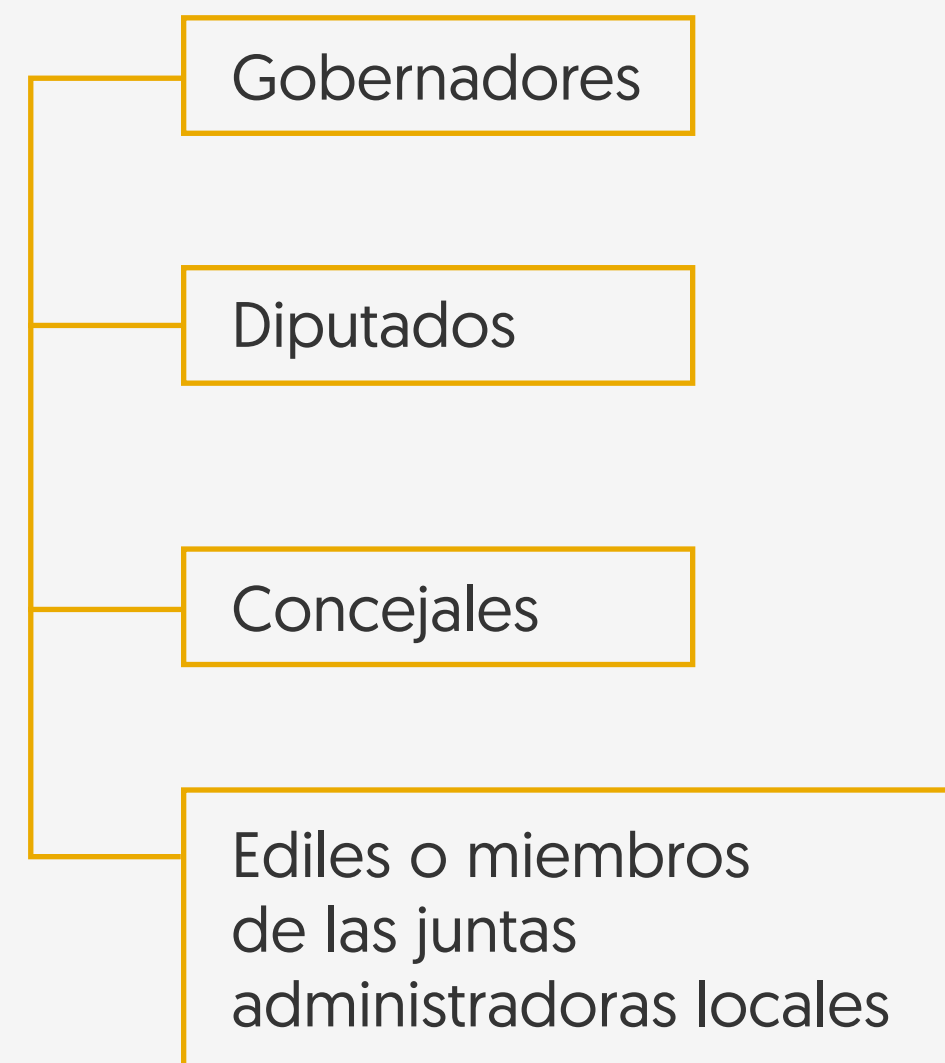 Gobernadores
Diputados
Concejales
Ediles o miembros
de las juntas
administradoras locales